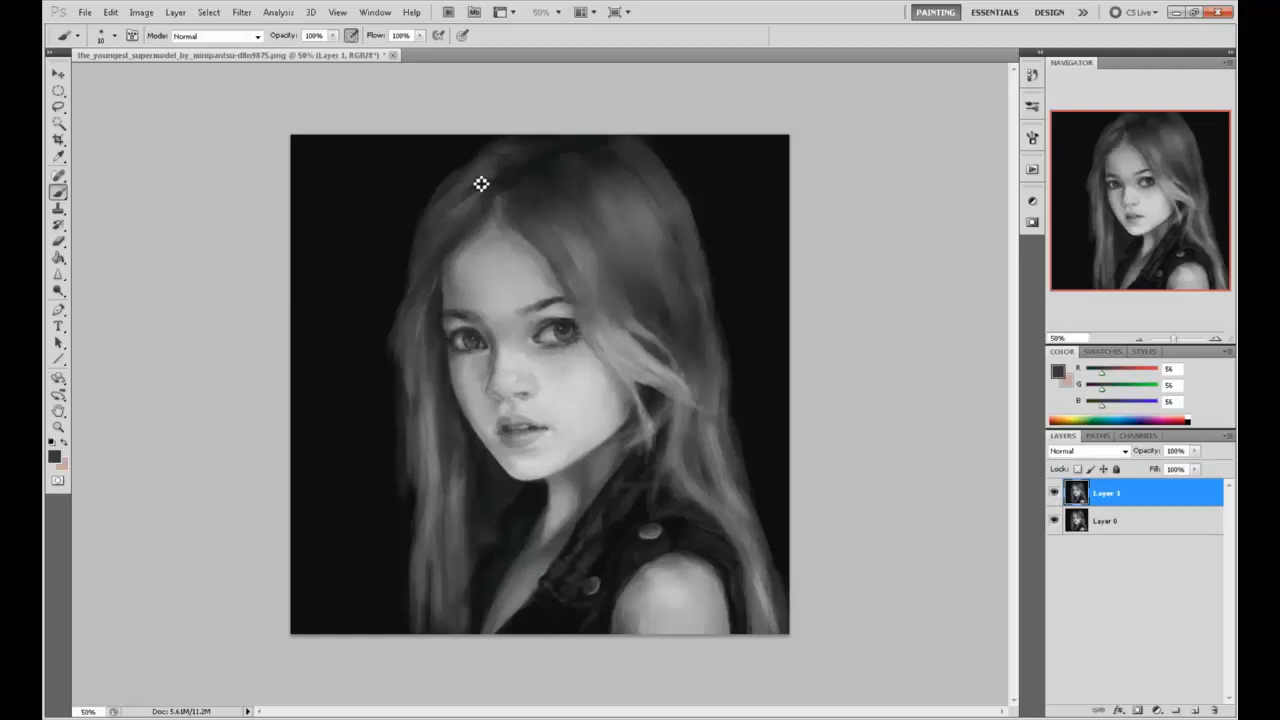 Ps File Edit Image Layer Select Filter Analysis 3D View Window Help Mb 50% PAINTING ESSENTIALS DESIGN CS Live
10 Mode: Normal Opacity: 100% Flow: 100%
the_youngest_supermodel_by_minipantsu-d8n9875.png @ 50% (Layer 1, RGB/8*) *
NAVIGATOR
50%
COLOR SWATCHES STYLES
R 56
G 56
B 56
LAYERS PATHS CHANNELS
Normal Opacity: 100%
Lock: Fill: 100%
Layer 1
Layer 0
T
50% Doc: 5.61M/11.2M